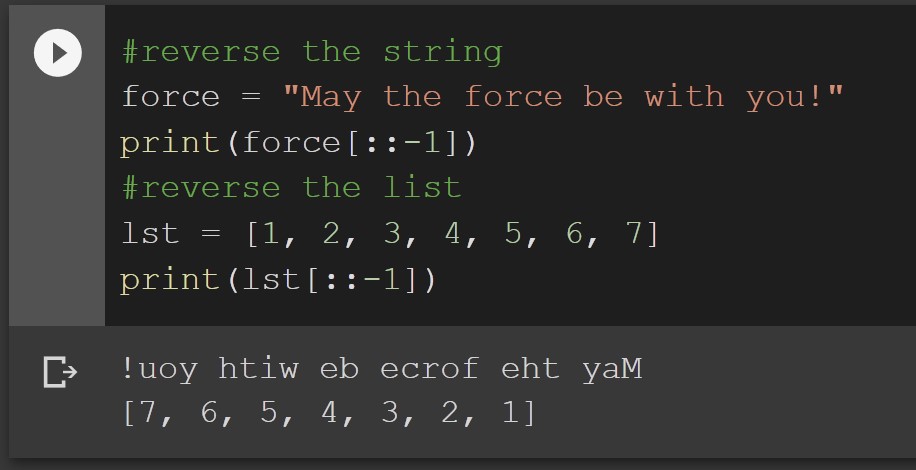 #reverse the string
force = "May the force be with you!"
print(force[::-1])
#reverse the list
lst = [1, 2, 3, 4, 5, 6, 7]
print(lst[::-1])
!uoy htiw eb ecrof eht yaM
[7, 6, 5, 4, 3, 2, 1]